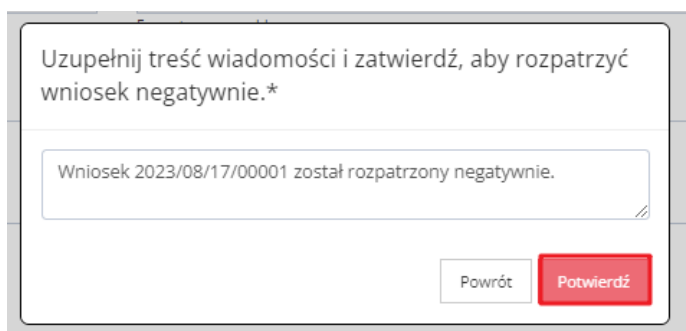 Uzupełnij treść wiadomości i zatwierdź, aby rozpatrzyć
wniosek negatywnie.*
Wniosek 2023/08/17/00001 został rozpatrzony negatywnie.
Powrót
Potwierdź